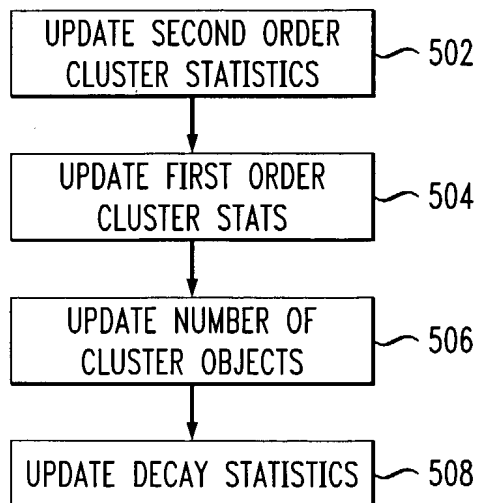 UPDATE SECOND ORDER
CLUSTER STATISTICS
502
UPDATE FIRST ORDER
CLUSTER STATS
504
UPDATE NUMBER OF
CLUSTER OBJECTS
506
UPDATE DECAY STATISTICS
508